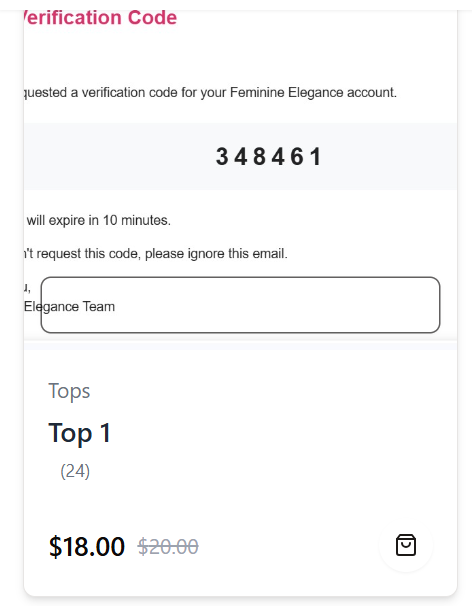 Verification Code
quested a verification code for your Feminine Elegance account.
348461
will expire in 10 minutes.
't request this code, please ignore this email.
u,
Elegance Team
Tops
Top 1
(24)
$18.00 $20.00